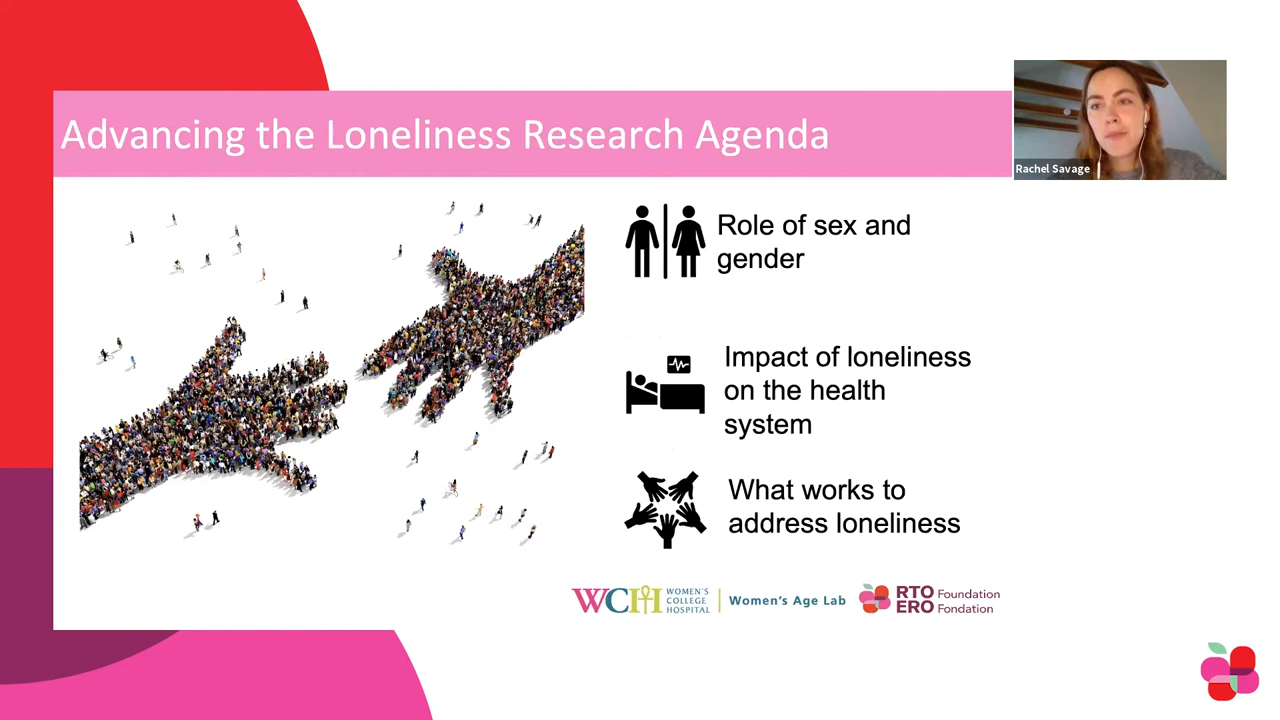 Advancing the Loneliness Research Agenda
Rachel Savage
Role of sex and
gender
Impact of loneliness
on the health
system
What works to
address loneliness
WCH WOMEN'S
COLLEGE
HOSPITAL
Women's Age Lab
RTO Foundation
ERO Fondation